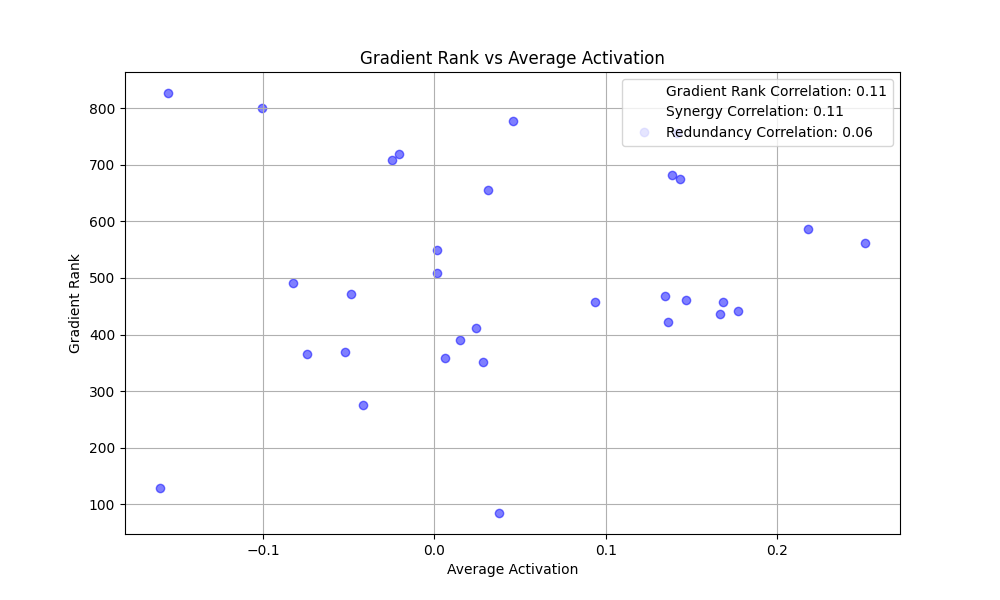 Gradient Rank vs Average Activation
Gradient Rank Correlation: 0.11
Synergy Correlation: 0.11
Redundancy Correlation: 0.06
Gradient Rank
800
700
600
500
400
300
200
100
−0.1
0.0
0.1
0.2
Average Activation